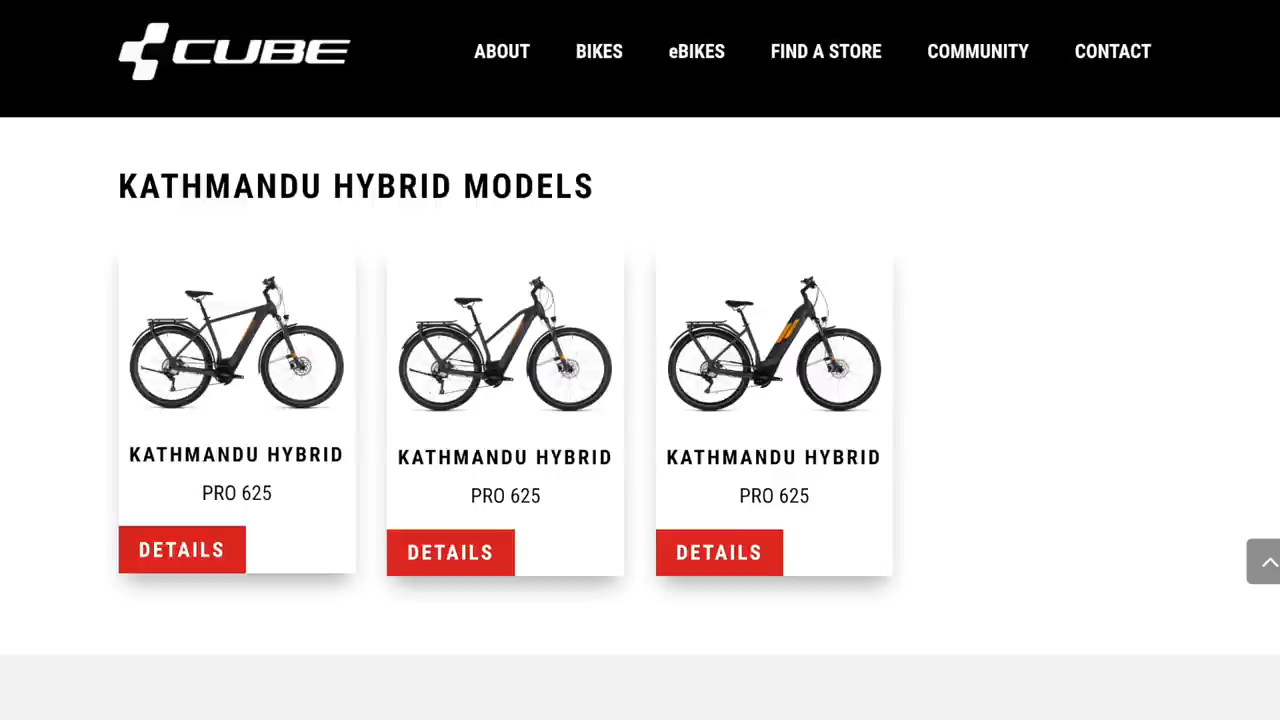 CUBE
ABOUT
BIKES
eBIKES
FIND A STORE
COMMUNITY
CONTACT
KATHMANDU HYBRID MODELS
KATHMANDU HYBRID
PRO 625
DETAILS
KATHMANDU HYBRID
PRO 625
DETAILS
KATHMANDU HYBRID
PRO 625
DETAILS